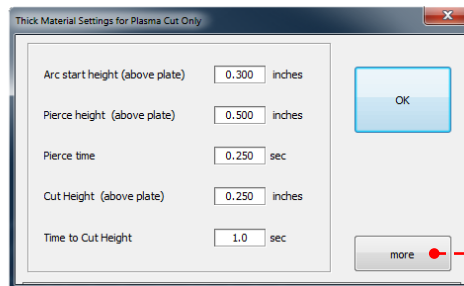 Thick Material Settings for Plasma Cut Only
Arc start height (above plate) 0.300 inches
Pierce height (above plate) 0.500 inches
OK
Pierce time 0.250 sec
Cut Height (above plate) 0.250 inches
Time to Cut Height 1.0 sec
more